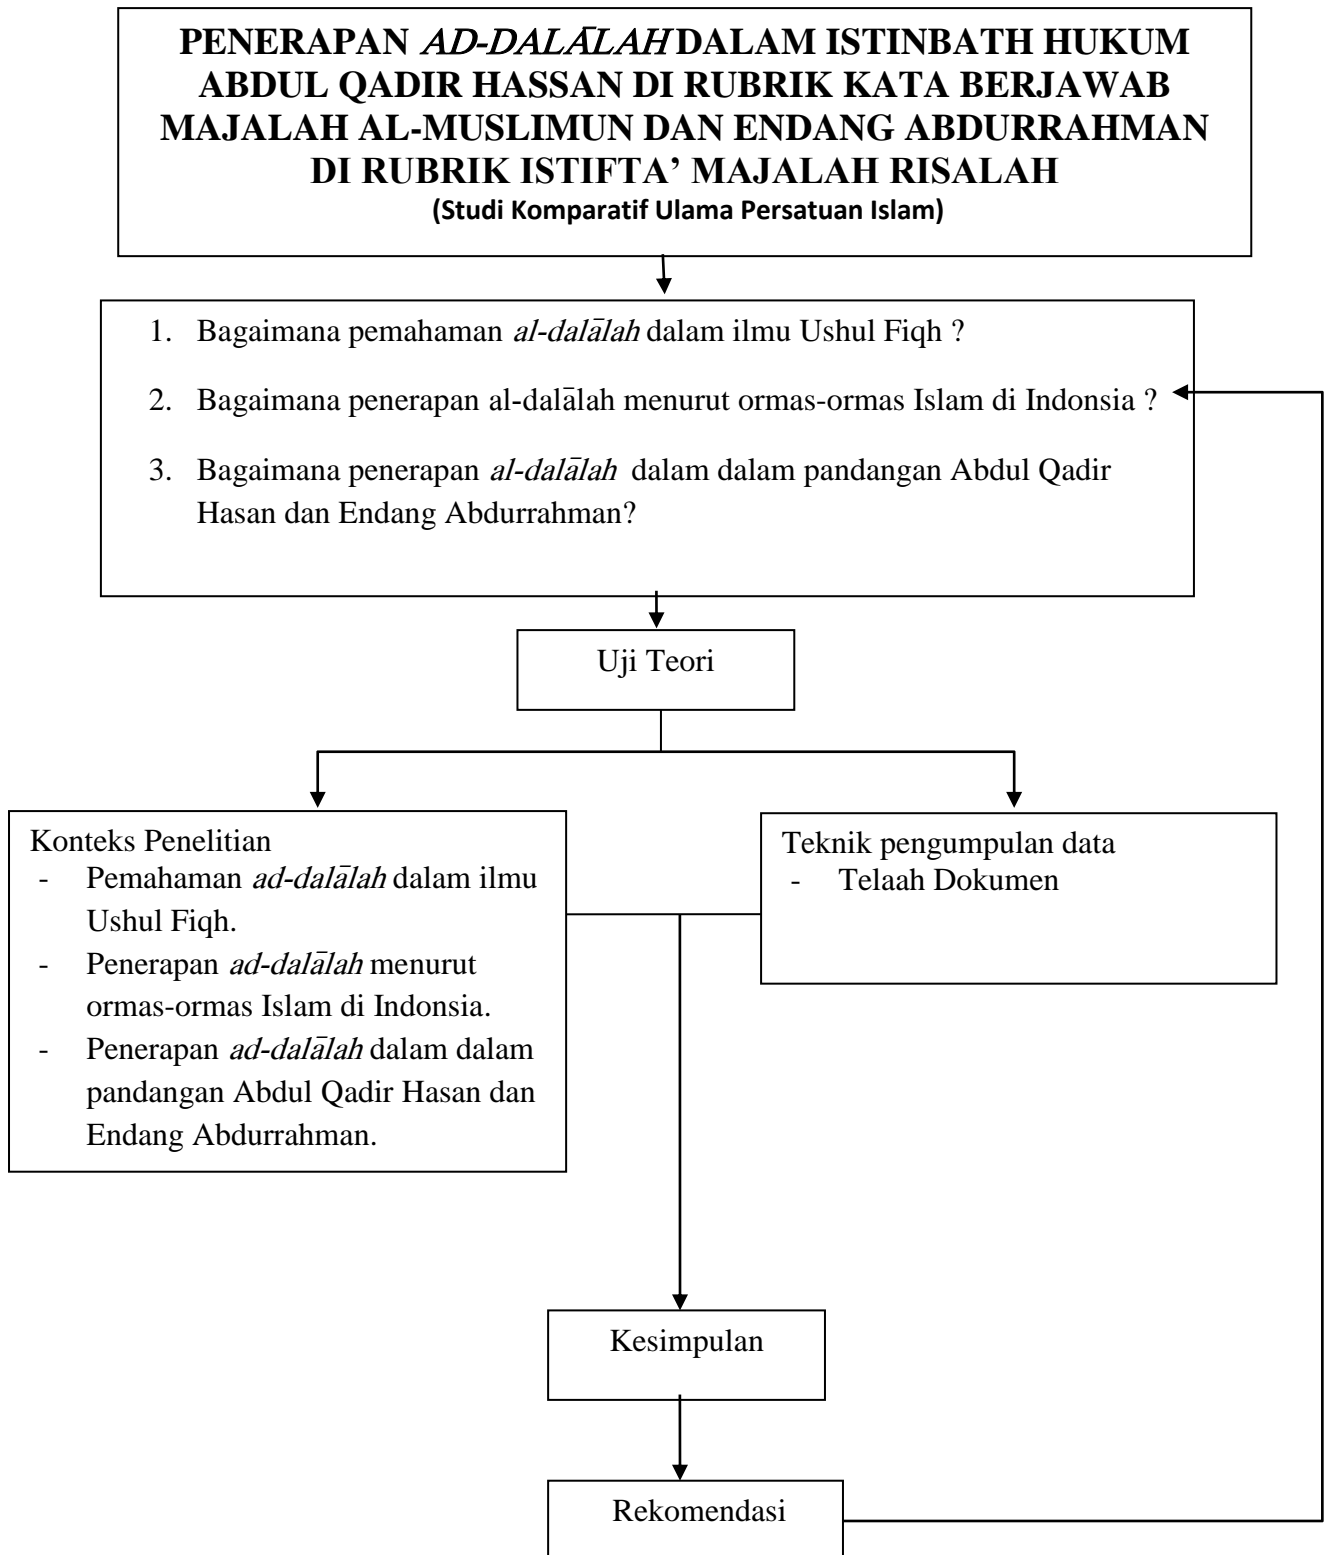 PENERAPAN AD-DALĀLAH DALAM ISTINBATH HUKUM
ABDUL QADIR HASSAN DI RUBRIK KATA BERJAWAB
MAJALAH AL-MUSLIMUN DAN ENDANG ABDURRAHMAN
DI RUBRIK ISTIFTA’ MAJALAH RISALAH
(Studi Komparatif Ulama Persatuan Islam)
1. Bagaimana pemahaman al-dalālah dalam ilmu Ushul Fiqh ?
2. Bagaimana penerapan al-dalālah menurut ormas-ormas Islam di Indonsia ?
3. Bagaimana penerapan al-dalālah dalam dalam pandangan Abdul Qadir
Hasan dan Endang Abdurrahman?
Uji Teori
Konteks Penelitian
- Pemahaman ad-dalālah dalam ilmu
Ushul Fiqh.
- Penerapan ad-dalālah menurut
ormas-ormas Islam di Indonsia.
- Penerapan ad-dalālah dalam dalam
pandangan Abdul Qadir Hasan dan
Endang Abdurrahman.
Teknik pengumpulan data
- Telaah Dokumen
Kesimpulan
Rekomendasi